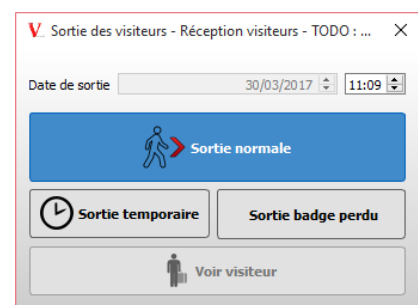 V Sortie des visiteurs - Réception visiteurs - TODO : ...
Date de sortie 30/03/2017 11:09
Sortie normale
Sortie temporaire Sortie badge perdu
Voir visiteur